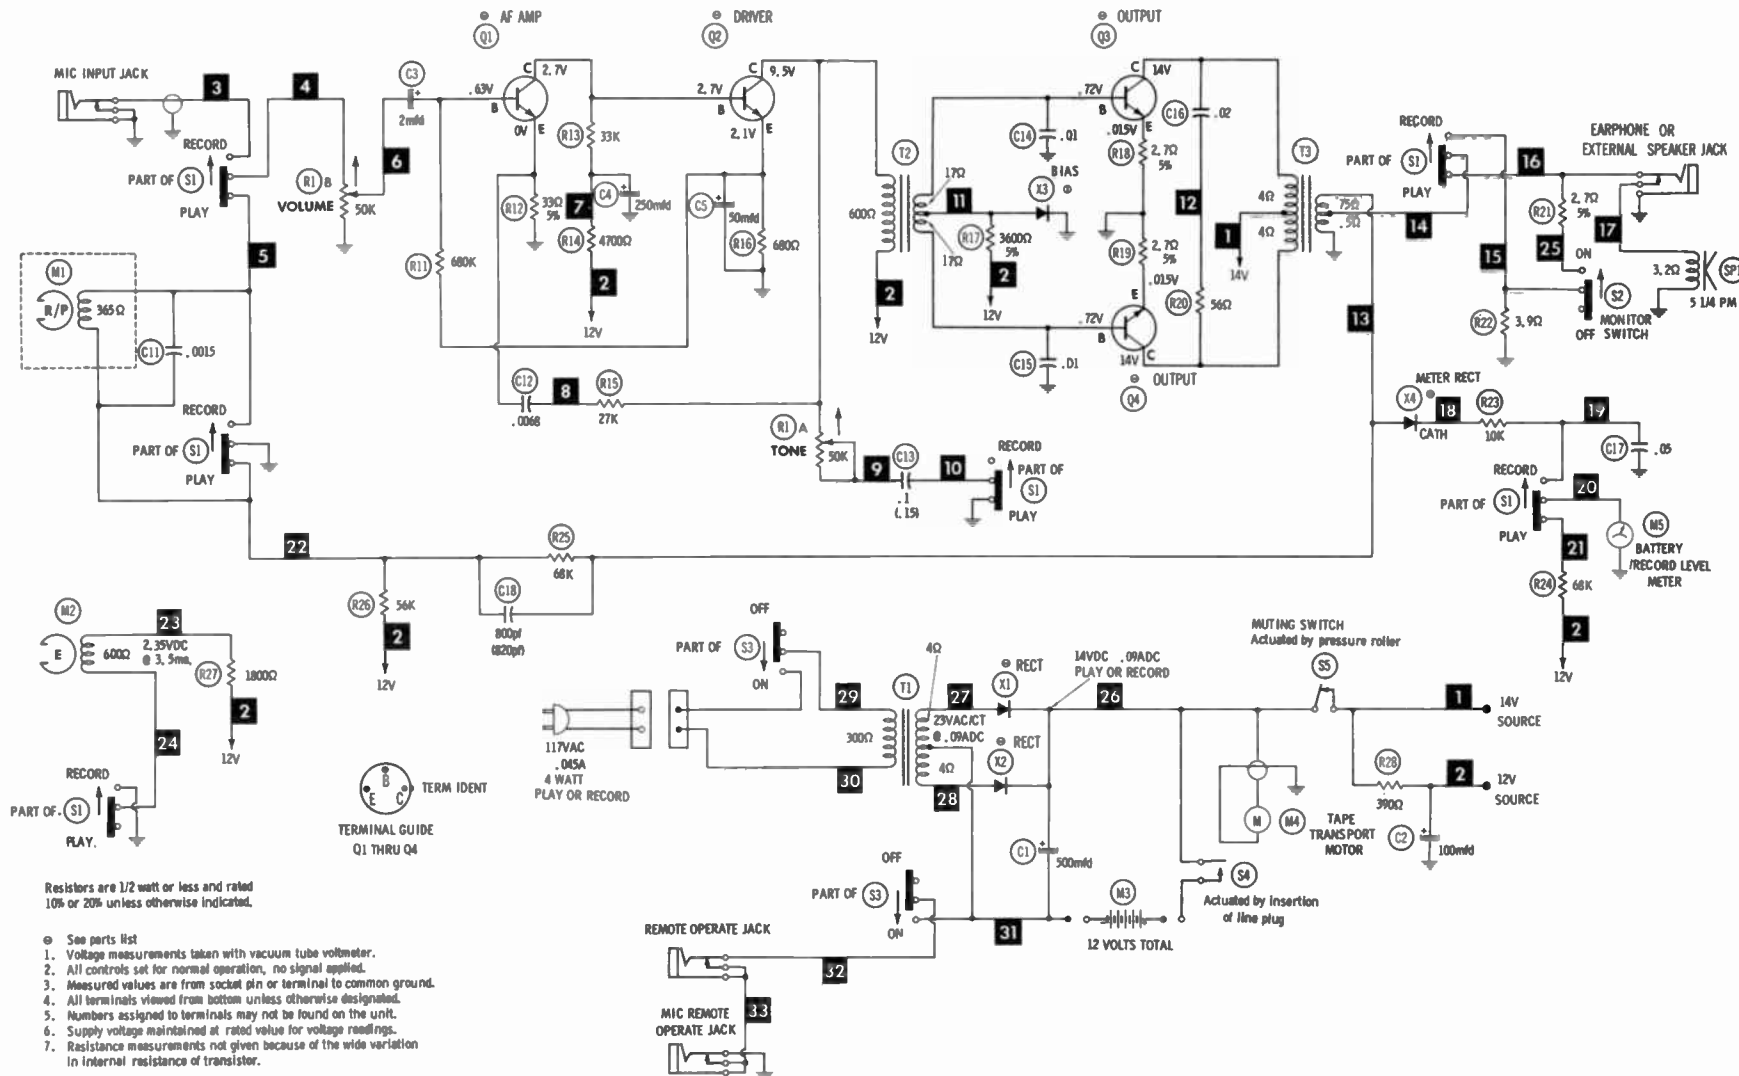 ⊖ AF AMP
Q1
⊖ DRIVER
Q2
⊖ OUTPUT
Q3
MIC INPUT JACK
3
4
C3
+
2mfd
6
.63V
B
C
2.7V
0V
E
R13
33K
2.7V
B
C
9.5V
2.1V
E
RECORD
PART OF S1
PLAY
R1 B
VOLUME
50K
5
R12
33Ω
5%
7
C4
250mfd
R14
4700Ω
2
12V
R11
680K
C5
50mfd
R16
680Ω
T2
600Ω
2
12V
17Ω
11
17Ω
R17
3600Ω
5%
2
12V
C14
.01
BIAS
X3 ⊖
.72V
B
C
14V
.015V
E
R18
2.7Ω
5%
R19
2.7Ω
5%
.015V
E
.72V
B
14V
C
⊖ OUTPUT
Q4
C15
.D1
C16
.02
12
R20
56Ω
1
14V
T3
4Ω
4Ω
75Ω
.5Ω
13
14
RECORD
PART OF S1
PLAY
16
EARPHONE OR
EXTERNAL SPEAKER JACK
R21
2.7Ω
5%
25
ON
17
15
S2
R22
3.9Ω
OFF MONITOR
SWITCH
3.2Ω
SP1
5 1/4 PM
M1
R/P
365Ω
C11
.0015
RECORD
PART OF S1
PLAY
C12
.0068
8
R15
27K
R1 A
TONE
50K
9
C13
.1
(.15)
10
RECORD
PART OF
S1
PLAY
METER RECT
X4
18
CATH
R23
10K
19
C17
.05
RECORD
PART OF S1
PLAY
20
M5
BATTERY
/RECORD LEVEL
METER
21
R24
68K
2
12V
22
R25
68K
C18
800pf
(820pf)
R26
56K
2
12V
M2
E
600Ω
23
2.35VDC
@ 3.5ma.
R27
1800Ω
2
12V
24
RECORD
PART OF S1
PLAY.
B
E C
TERM IDENT
TERMINAL GUIDE
Q1 THRU Q4
117VAC
.045A
4 WATT
PLAY OR RECORD
OFF
PART OF S3
ON
29
30
T1
300Ω
4Ω
4Ω
27
23VAC/CT
@ .09ADC
28
⊖ RECT
X1
⊖ RECT
X2
14VDC .09ADC
PLAY OR RECORD
26
C1
500mfd
MUTING SWITCH
Actuated by pressure roller
S5
1
14V
SOURCE
R28
390Ω
2
12V
SOURCE
C2
100mfd
M
M4
TAPE
TRANSPORT
MOTOR
S4
Actuated by insertion
of line plug
M3
12 VOLTS TOTAL
OFF
PART OF S3
ON
31
REMOTE OPERATE JACK
32
33
MIC REMOTE
OPERATE JACK
Resistors are 1/2 watt or less and rated
10% or 20% unless otherwise indicated.
⊖ See parts list
1. Voltage measurements taken with vacuum tube voltmeter.
2. All controls set for normal operation, no signal applied.
3. Measured values are from socket pin or terminal to common ground.
4. All terminals viewed from bottom unless otherwise designated.
5. Numbers assigned to terminals may not be found on the unit.
6. Supply voltage maintained at rated value for voltage readings.
7. Resistance measurements not given because of the wide variation
in internal resistance of transistor.